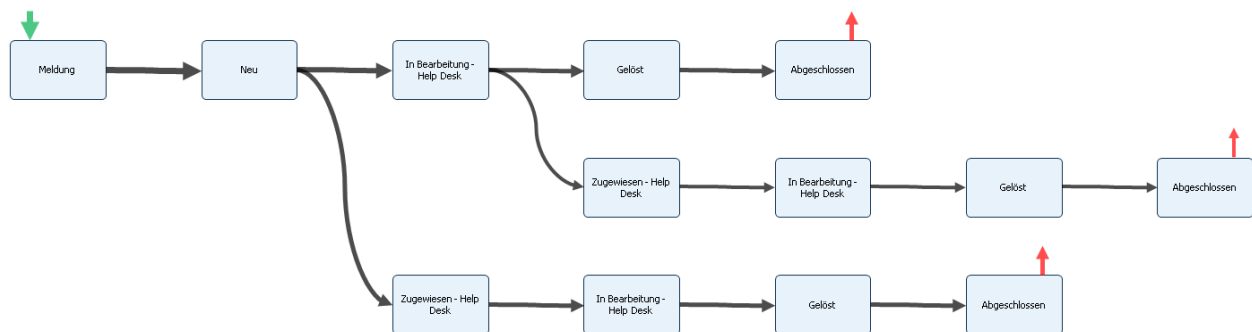 Meldung
Neu
In Bearbeitung -
Help Desk
Gelöst
Abgeschlossen
Zugewiesen - Help
Desk
In Bearbeitung -
Help Desk
Gelöst
Abgeschlossen
Zugewiesen - Help
Desk
In Bearbeitung -
Help Desk
Gelöst
Abgeschlossen